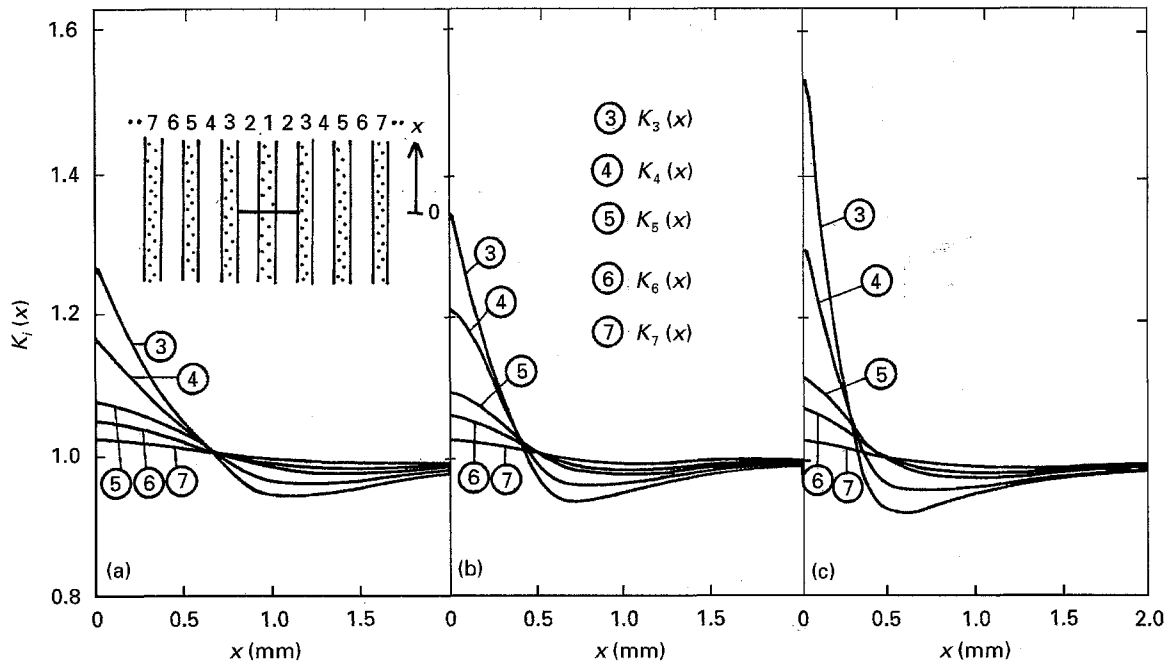 1.6
1.4
1.2
1.0
0.8
K_i (x)
·· 7 6 5 4 3 2 1 2 3 4 5 6 7 ·· x
0
3
4
5 6 7
(a)
0 0.5 1.0 1.5
x (mm)
3 K_3 (x)
4 K_4 (x)
5 K_5 (x)
6 K_6 (x)
7 K_7 (x)
3
4
5
6 7
(b)
0 0.5 1.0 1.5
x (mm)
3
4
5
6
7
(c)
0 0.5 1.0 1.5 2.0
x (mm)